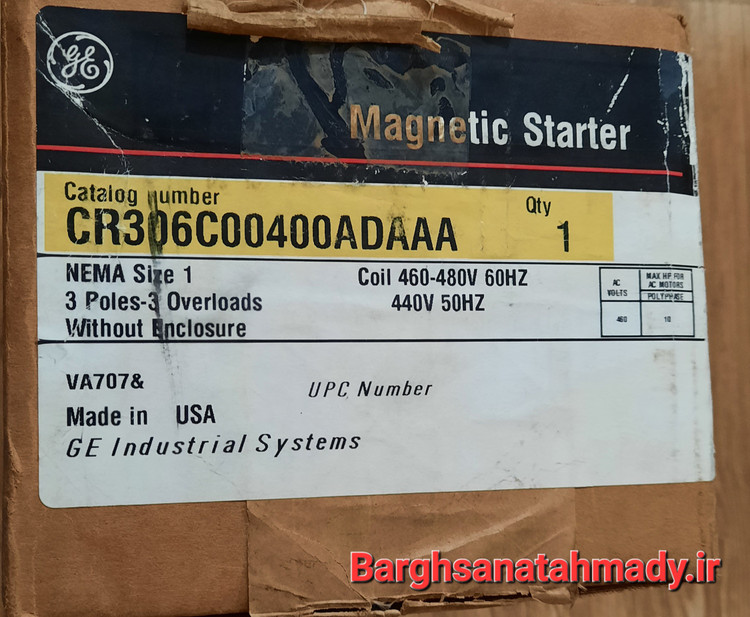 GE
Magnetic Starter
Catalog number
Qty
CR306C00400ADAAA
1
NEMA Size 1
Coil 460-480V 60HZ
3 Poles-3 Overloads
440V 50HZ
Without Enclosure
AC VOLTS
MAX HP FOR
AC MOTORS
POLYPHASE
460
10
VA707&
UPC Number
Made in USA
GE Industrial Systems
Barghsanatahmady.ir